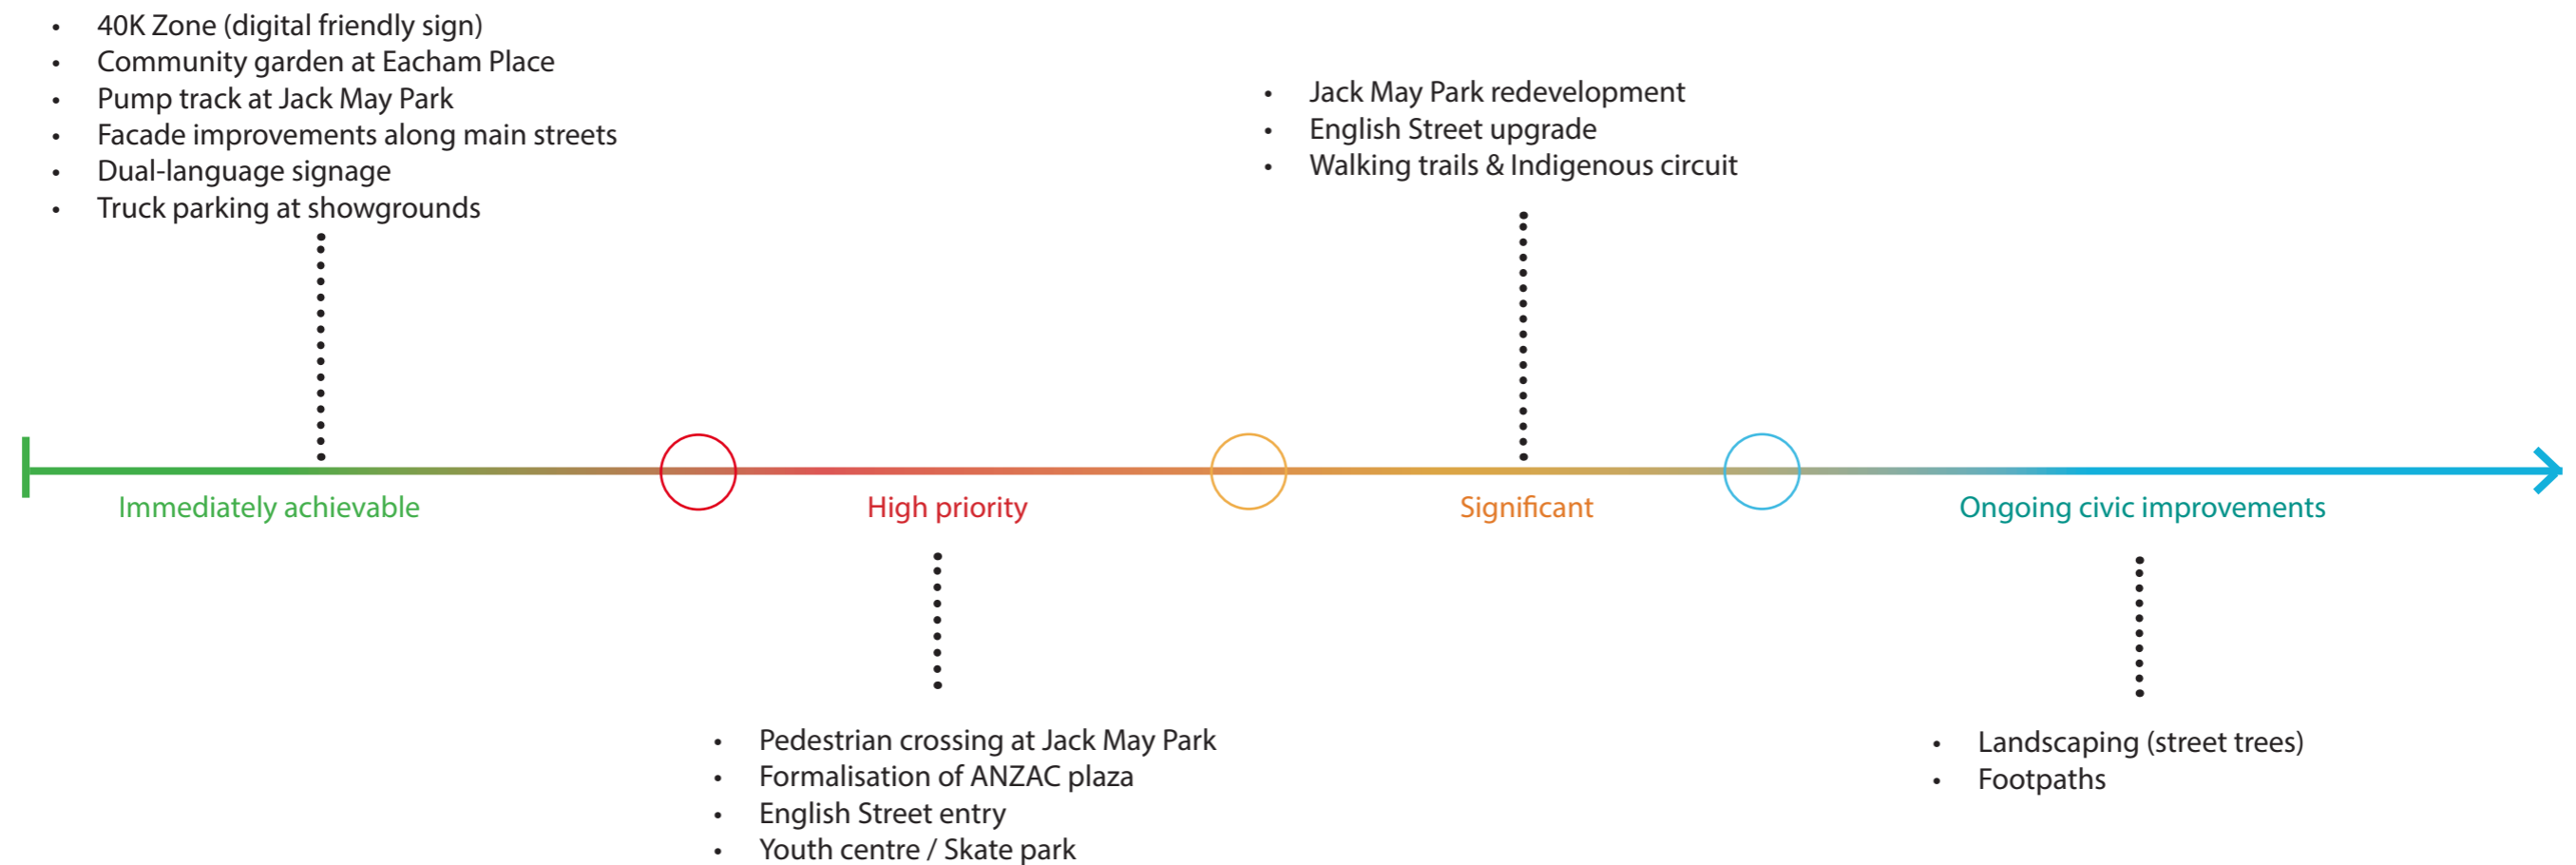 • 40K Zone (digital friendly sign)
• Community garden at Eacham Place
• Pump track at Jack May Park
• Facade improvements along main streets
• Dual-language signage
• Truck parking at showgrounds
• Jack May Park redevelopment
• English Street upgrade
• Walking trails & Indigenous circuit
Immediately achievable
High priority
Significant
Ongoing civic improvements
• Pedestrian crossing at Jack May Park
• Formalisation of ANZAC plaza
• English Street entry
• Youth centre / Skate park
• Landscaping (street trees)
• Footpaths